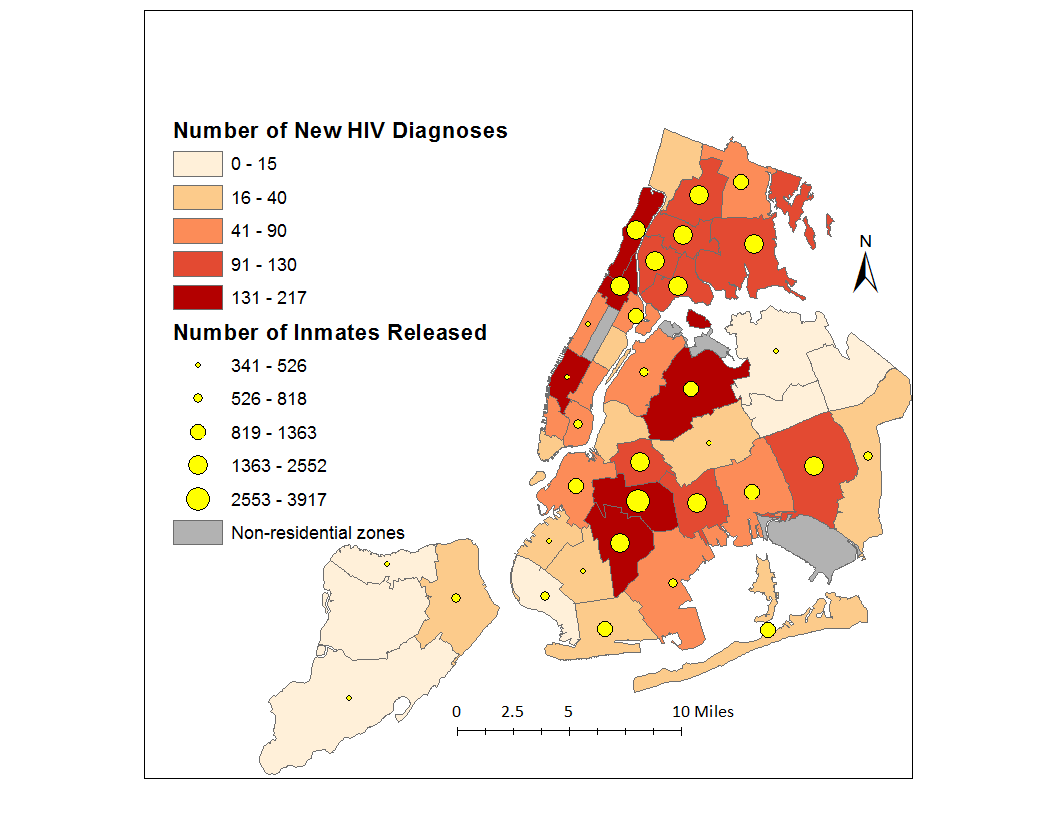 Number of New HIV Diagnoses
0 - 15
16 - 40
41 - 90
91 - 130
131 - 217
Number of Inmates Released
341 - 526
526 - 818
819 - 1363
1363 - 2552
2553 - 3917
Non-residential zones
N
0 2.5 5 10 Miles